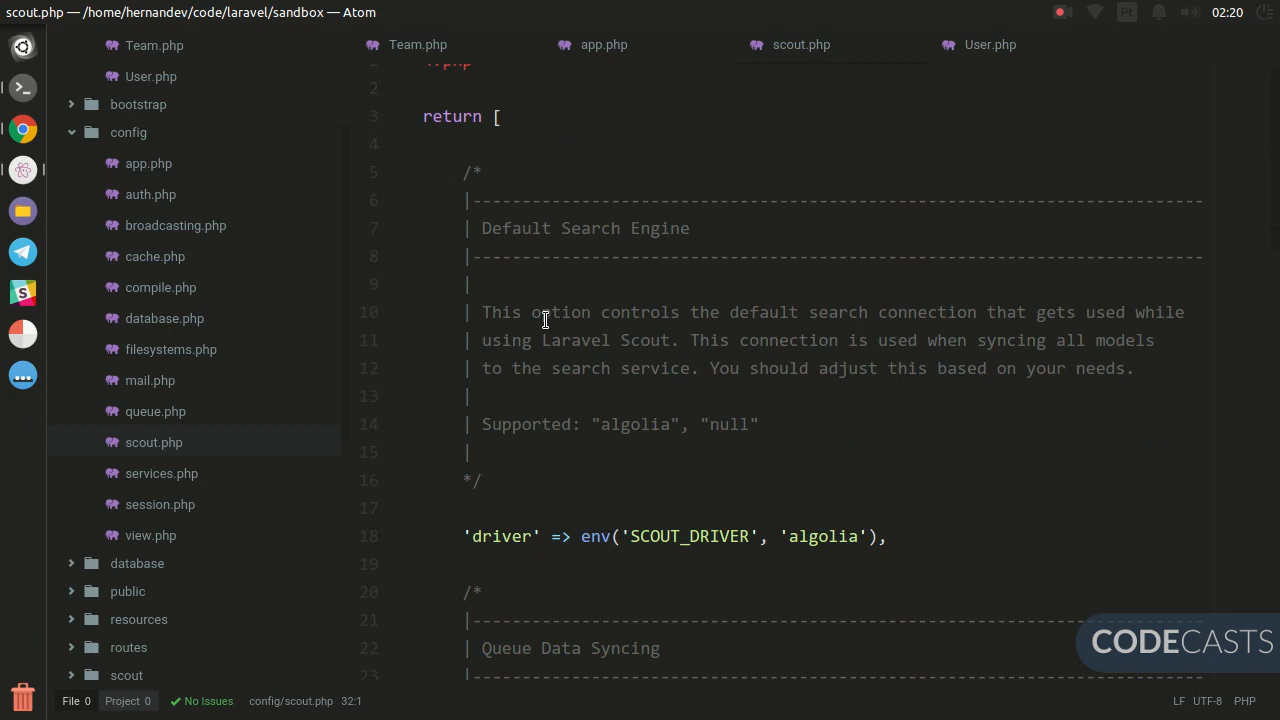 scout.php — /home/hernandev/code/laravel/sandbox — Atom
Pt
02:20
Team.php
User.php
bootstrap
config
app.php
auth.php
broadcasting.php
cache.php
compile.php
database.php
filesystems.php
mail.php
queue.php
scout.php
services.php
session.php
view.php
database
public
resources
routes
scout
Team.php
app.php
scout.php
User.php
1 <?php
2
3 return [
4
5 /*
6 |--------------------------------------------------------------------------
7 | Default Search Engine
8 |--------------------------------------------------------------------------
9 |
10 | This option controls the default search connection that gets used while
11 | using Laravel Scout. This connection is used when syncing all models
12 | to the search service. You should adjust this based on your needs.
13 |
14 | Supported: "algolia", "null"
15 |
16 */
17
18 'driver' => env('SCOUT_DRIVER', 'algolia'),
19
20 /*
21 |--------------------------------------------------------------------------
22 | Queue Data Syncing
23 |--------------------------------------------------------------------------
CODECASTS
File 0
Project 0
No Issues
config/scout.php
32:1
LF
UTF-8
PHP